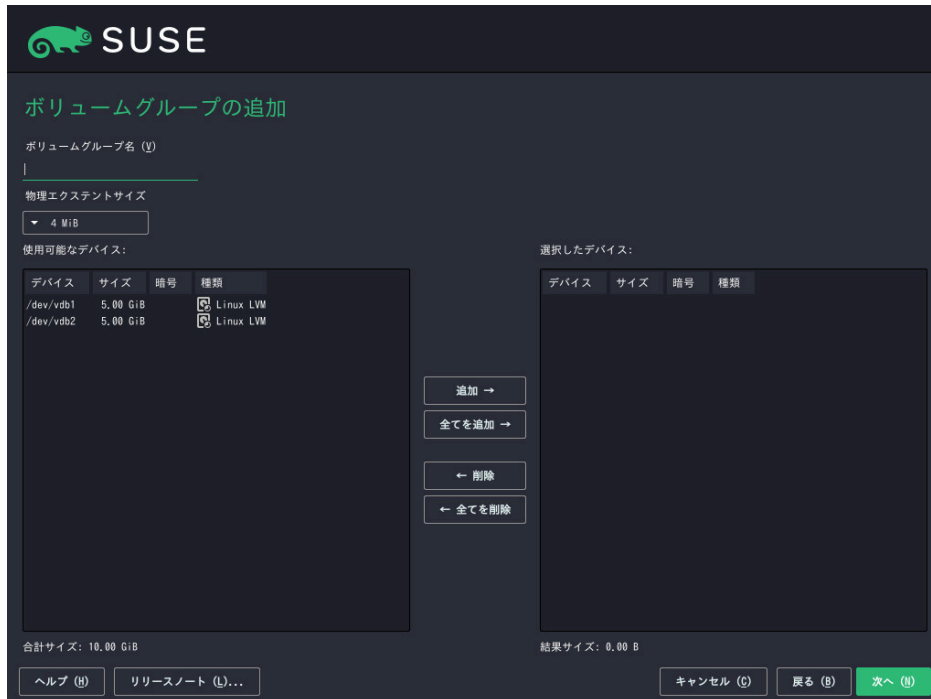 SUSE
ボリュームグループの追加
ボリュームグループ名 (V)
物理エクステントサイズ
4 MiB
使用可能なデバイス:
デバイス サイズ 暗号 種類
/dev/vdb1 5.00 GiB Linux LVM
/dev/vdb2 5.00 GiB Linux LVM
合計サイズ: 10.00 GiB
追加 →
全てを追加 →
← 削除
← 全てを削除
選択したデバイス:
デバイス サイズ 暗号 種類
結果サイズ: 0.00 B
ヘルプ (H) リリースノート (L)... キャンセル (C) 戻る (B) 次へ (N)